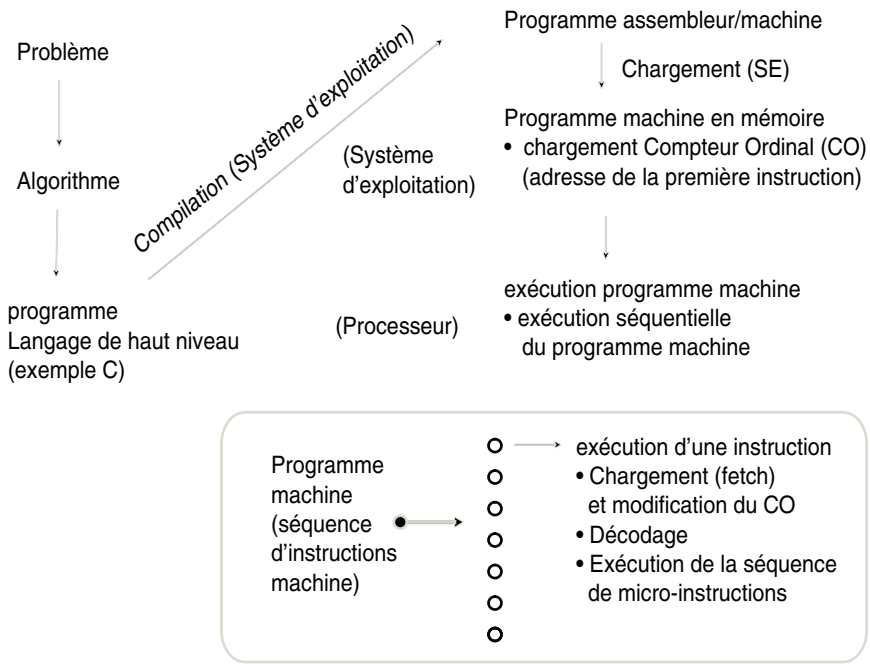 Problème
Algorithme
programme
Langage de haut niveau
(exemple C)
Compilation (Système d'exploitation)
Programme assembleur/machine
Chargement (SE)
(Système
d'exploitation)
Programme machine en mémoire
• chargement Compteur Ordinal (CO)
(adresse de la première instruction)
(Processeur)
exécution programme machine
• exécution séquentielle
du programme machine
Programme
machine
(séquence
d'instructions
machine)
exécution d'une instruction
• Chargement (fetch)
et modification du CO
• Décodage
• Exécution de la séquence
de micro-instructions